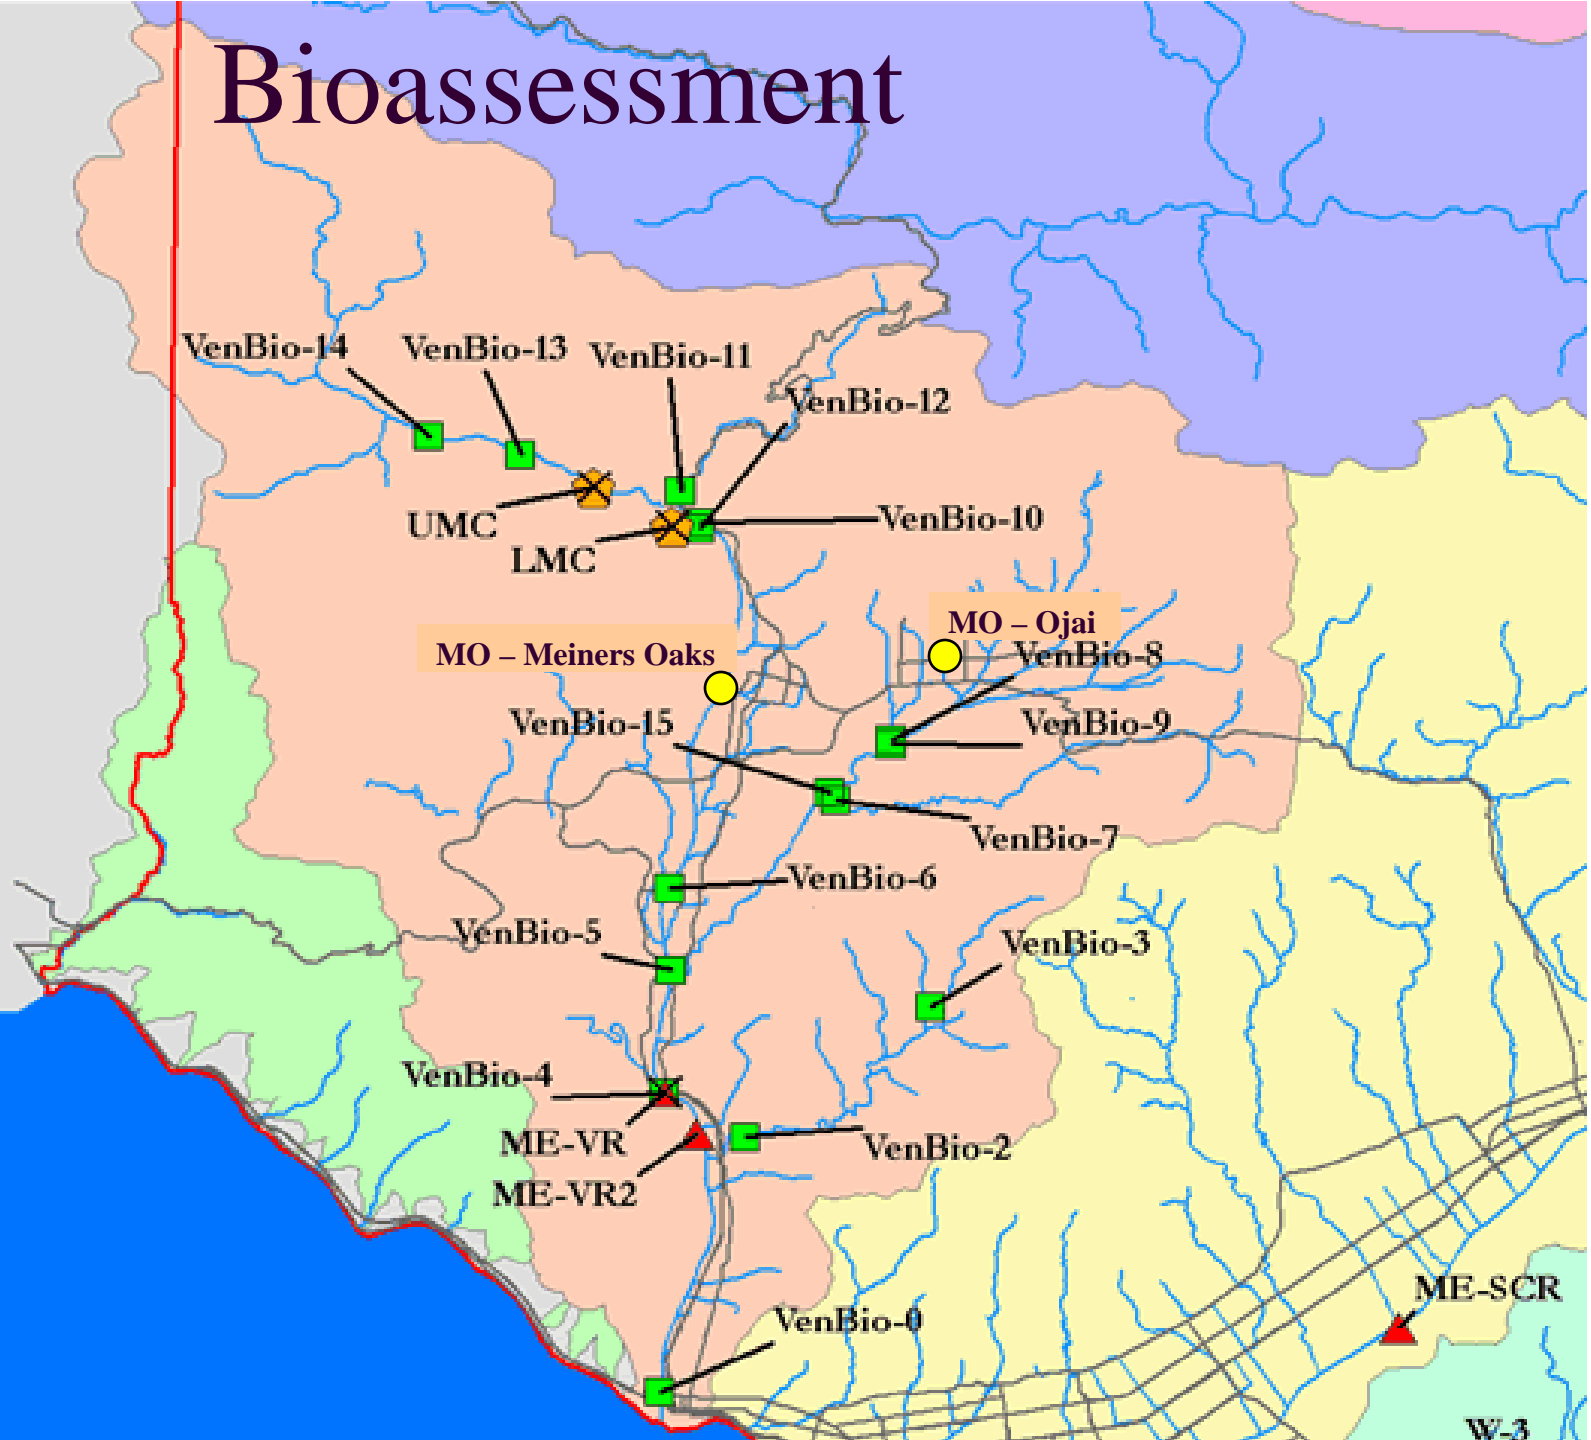 Bioassessment
VenBio-14
VenBio-13
VenBio-11
VenBio-12
UMC
LMC
VenBio-10
MO – Ojai
MO – Meiners Oaks
VenBio-8
VenBio-15
VenBio-9
VenBio-7
VenBio-6
VenBio-5
VenBio-3
VenBio-4
ME-VR
VenBio-2
ME-VR2
ME-SCR
VenBio-0
W-3